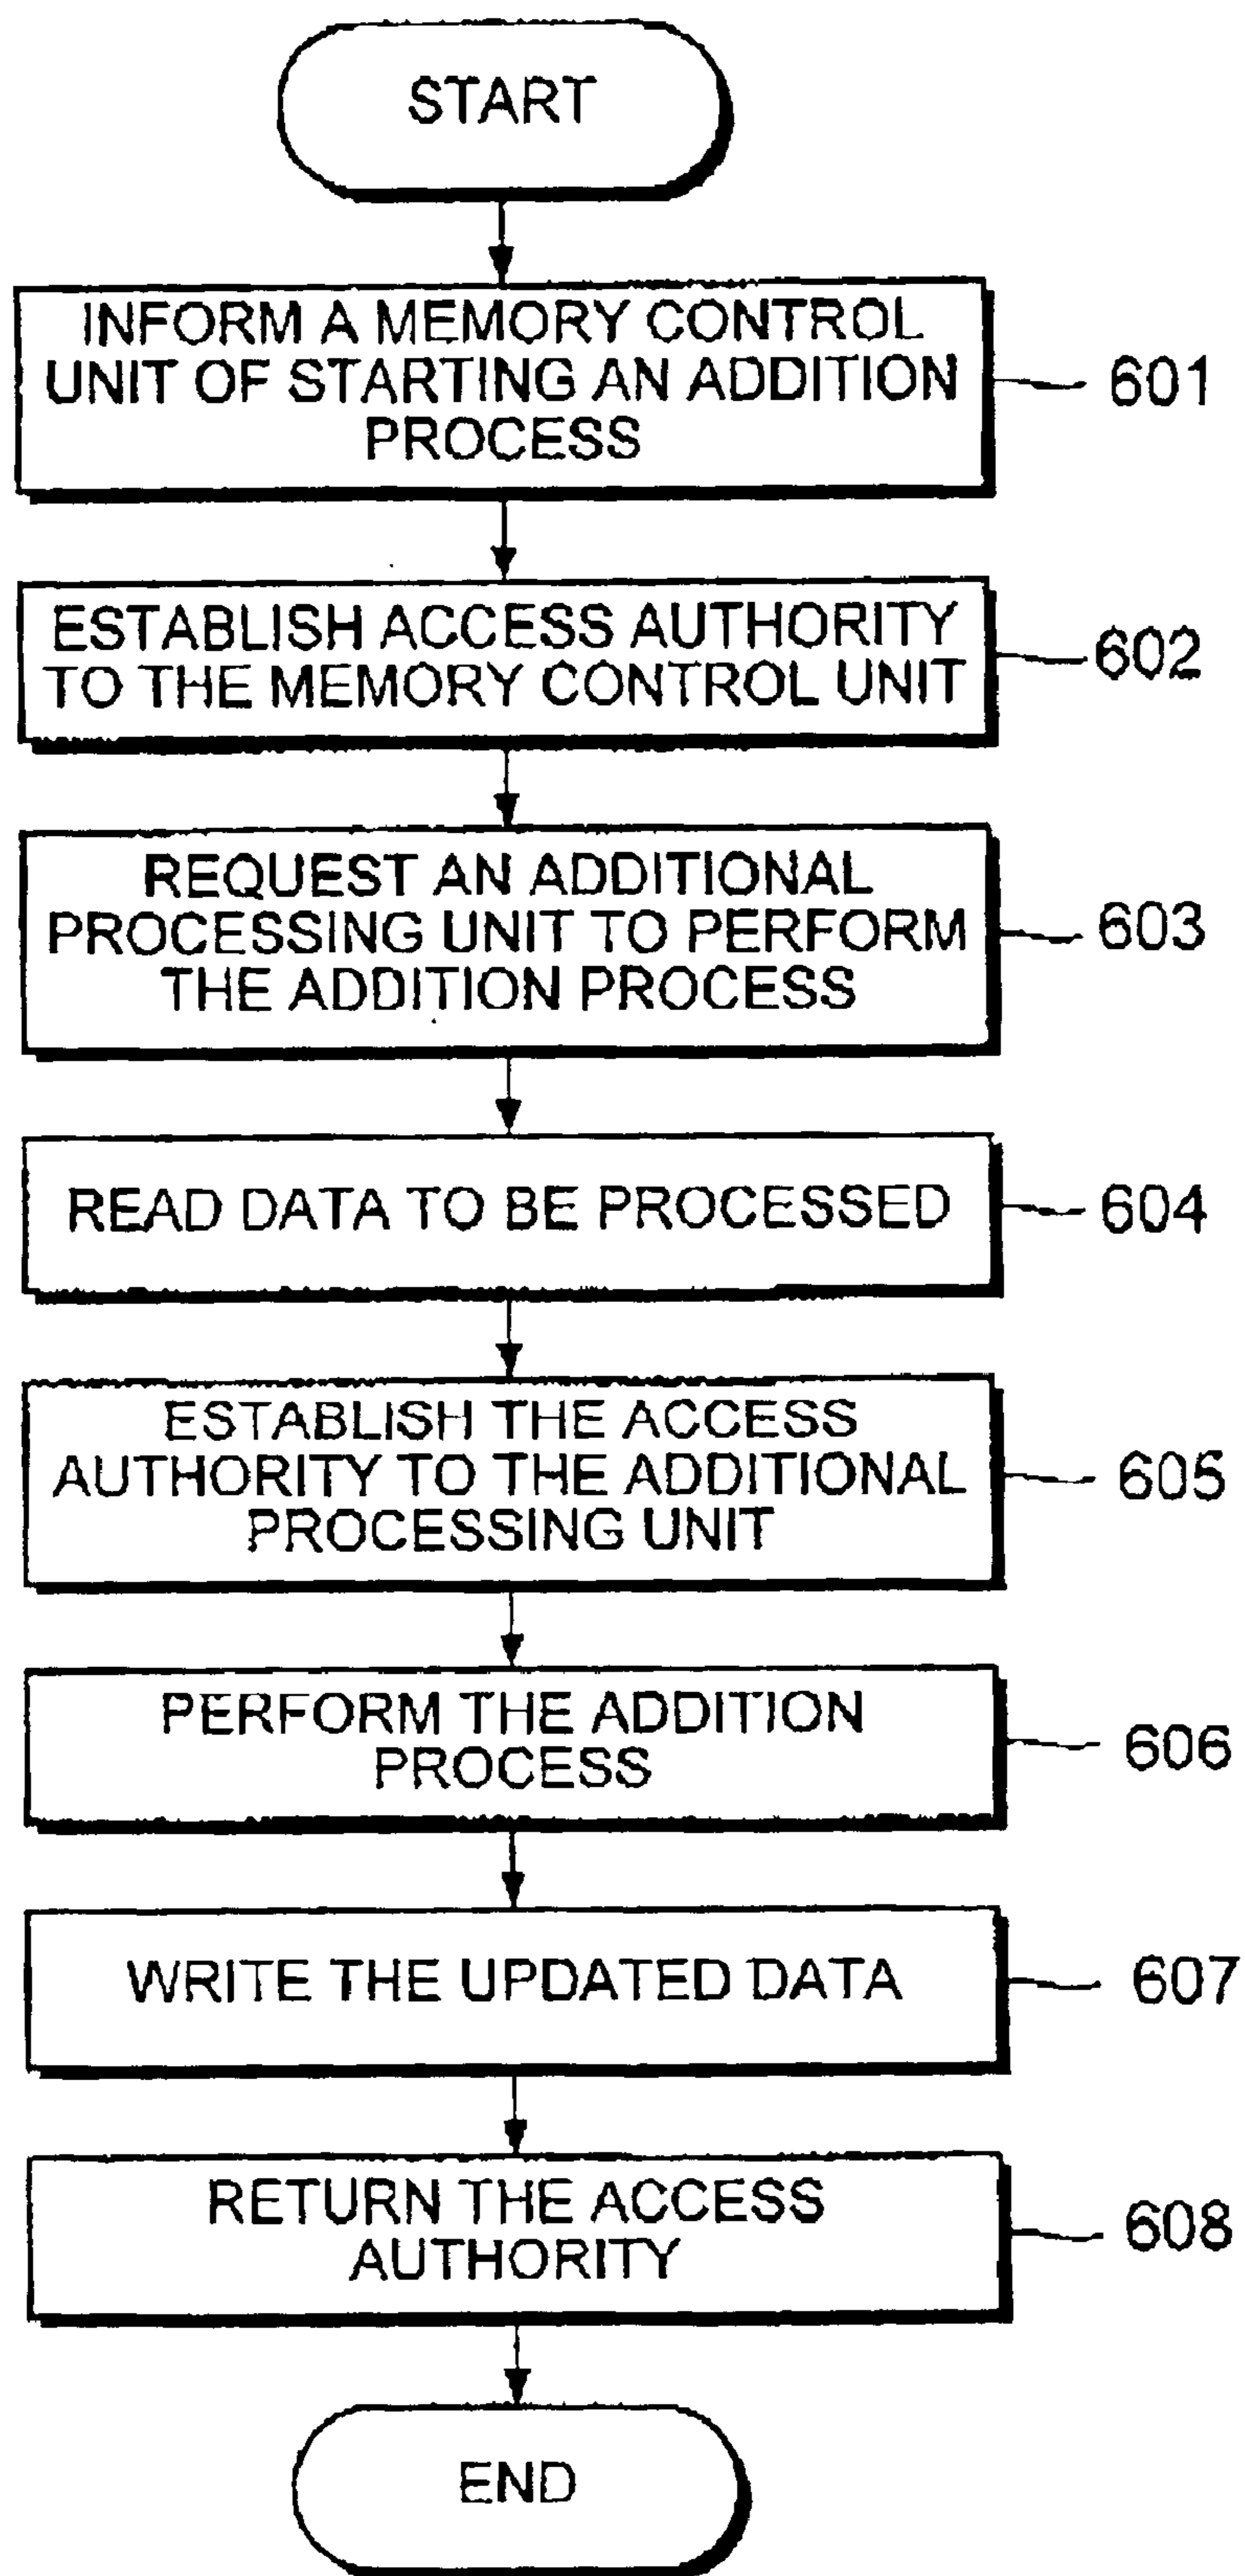 START
INFORM A MEMORY CONTROL
UNIT OF STARTING AN ADDITION
PROCESS
601
ESTABLISH ACCESS AUTHORITY
TO THE MEMORY CONTROL UNIT
602
REQUEST AN ADDITIONAL
PROCESSING UNIT TO PERFORM
THE ADDITION PROCESS
603
READ DATA TO BE PROCESSED
604
ESTABLISH THE ACCESS
AUTHORITY TO THE ADDITIONAL
PROCESSING UNIT
605
PERFORM THE ADDITION
PROCESS
606
WRITE THE UPDATED DATA
607
RETURN THE ACCESS
AUTHORITY
608
END